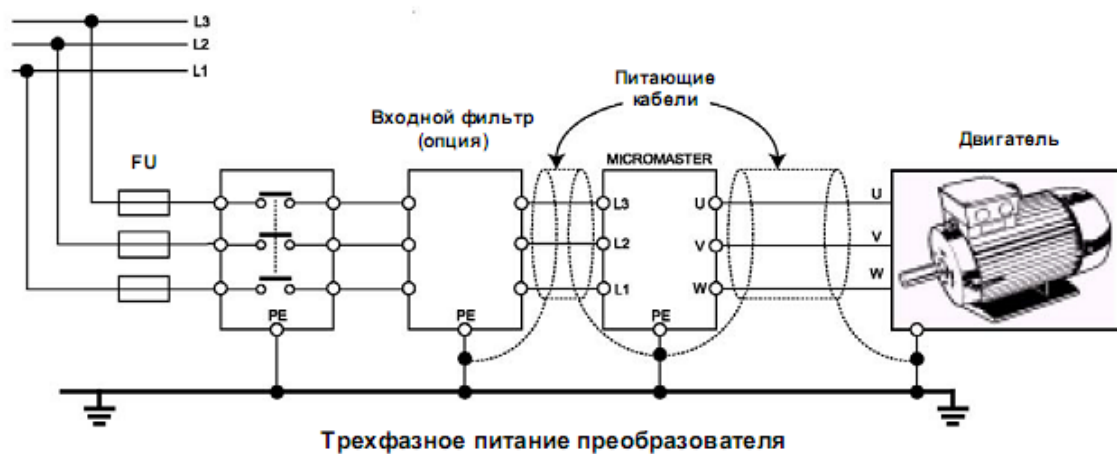 L3
L2
L1
Питающие
кабели
Входной фильтр
(опция)
Двигатель
FU
MICROMASTER
L3
U
U
L2
V
V
L1
W
W
PE
PE
PE
Трехфазное питание преобразователя